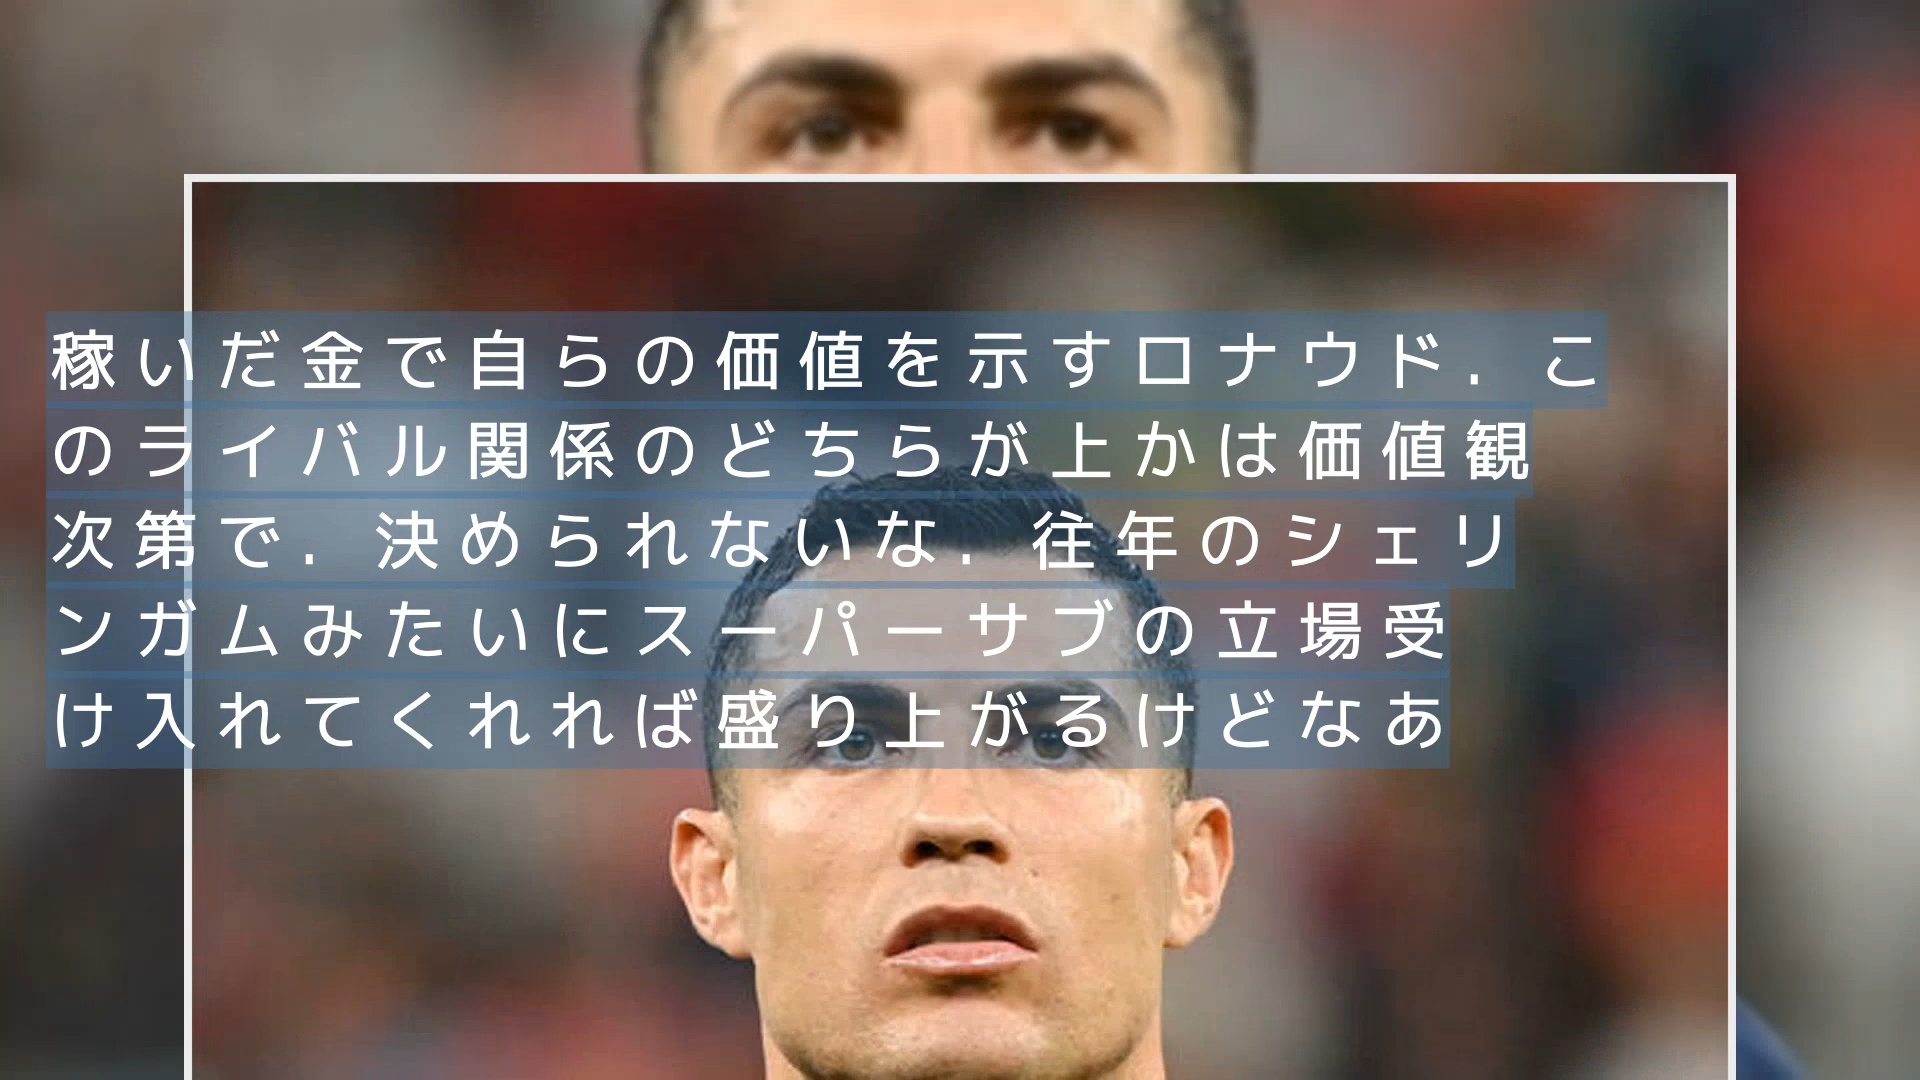 稼いだ金で自らの価値を示すロナウド．こ
のライバル関係のどちらが上かは価値観
次第で．決められないな．往年のシェリ
ンガムみたいにスーパーサブの立場受
け入れてくれれば盛り上がるけどなあ